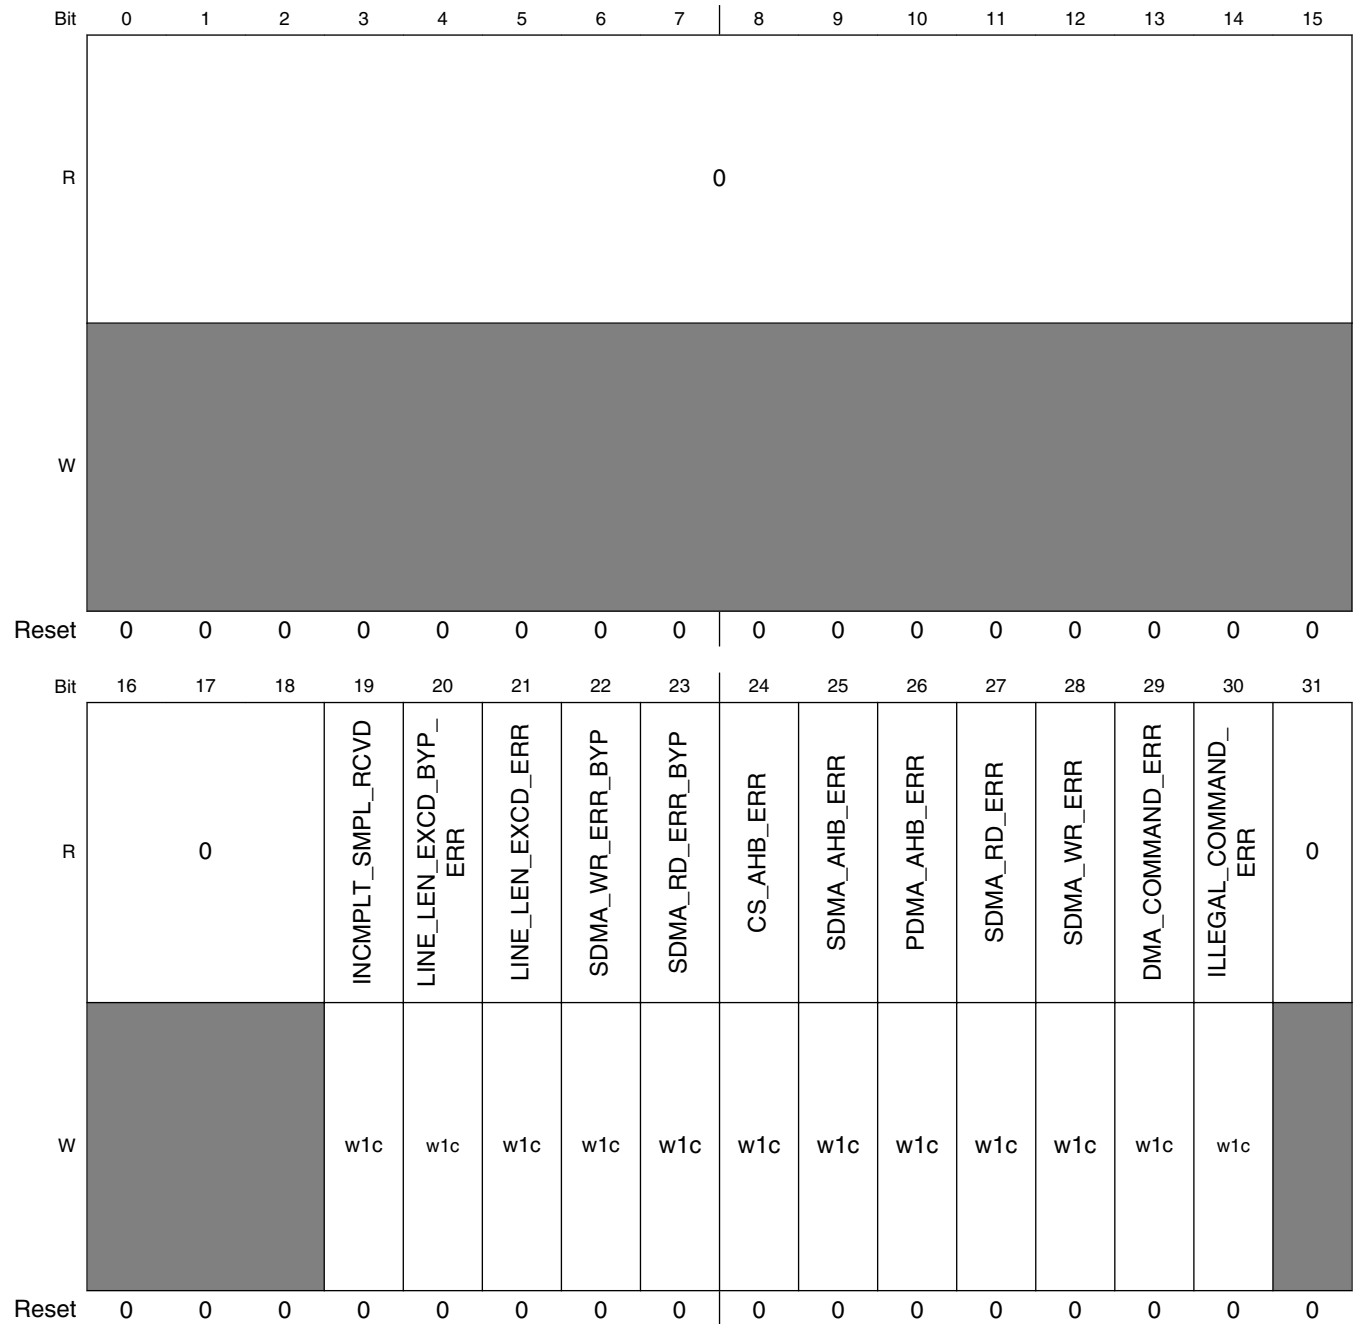 Bit 0 1 2 3 4 5 6 7 8 9 10 11 12 13 14 15
R 0
W
Reset 0 0 0 0 0 0 0 0 0 0 0 0 0 0 0 0
Bit 16 17 18 19 20 21 22 23 24 25 26 27 28 29 30 31
R 0 INCMPLT_SMPL_RCVD LINE_LEN_EXCD_BYP_
ERR LINE_LEN_EXCD_ERR SDMA_WR_ERR_BYP SDMA_RD_ERR_BYP CS_AHB_ERR SDMA_AHB_ERR PDMA_AHB_ERR SDMA_RD_ERR SDMA_WR_ERR DMA_COMMAND_ERR ILLEGAL_COMMAND_
ERR 0
W w1c w1c w1c w1c w1c w1c w1c w1c w1c w1c w1c w1c
Reset 0 0 0 0 0 0 0 0 0 0 0 0 0 0 0 0